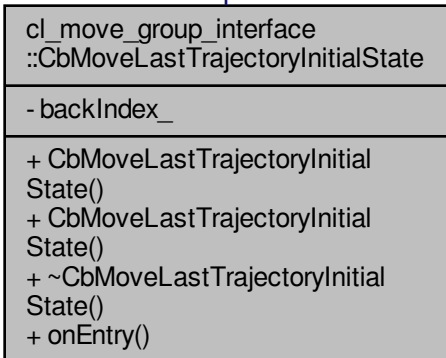 cl_move_group_interface
::CbMoveLastTrajectoryInitialState
- backIndex_
+ CbMoveLastTrajectoryInitial
State()
+ CbMoveLastTrajectoryInitial
State()
+ ~CbMoveLastTrajectoryInitial
State()
+ onEntry()